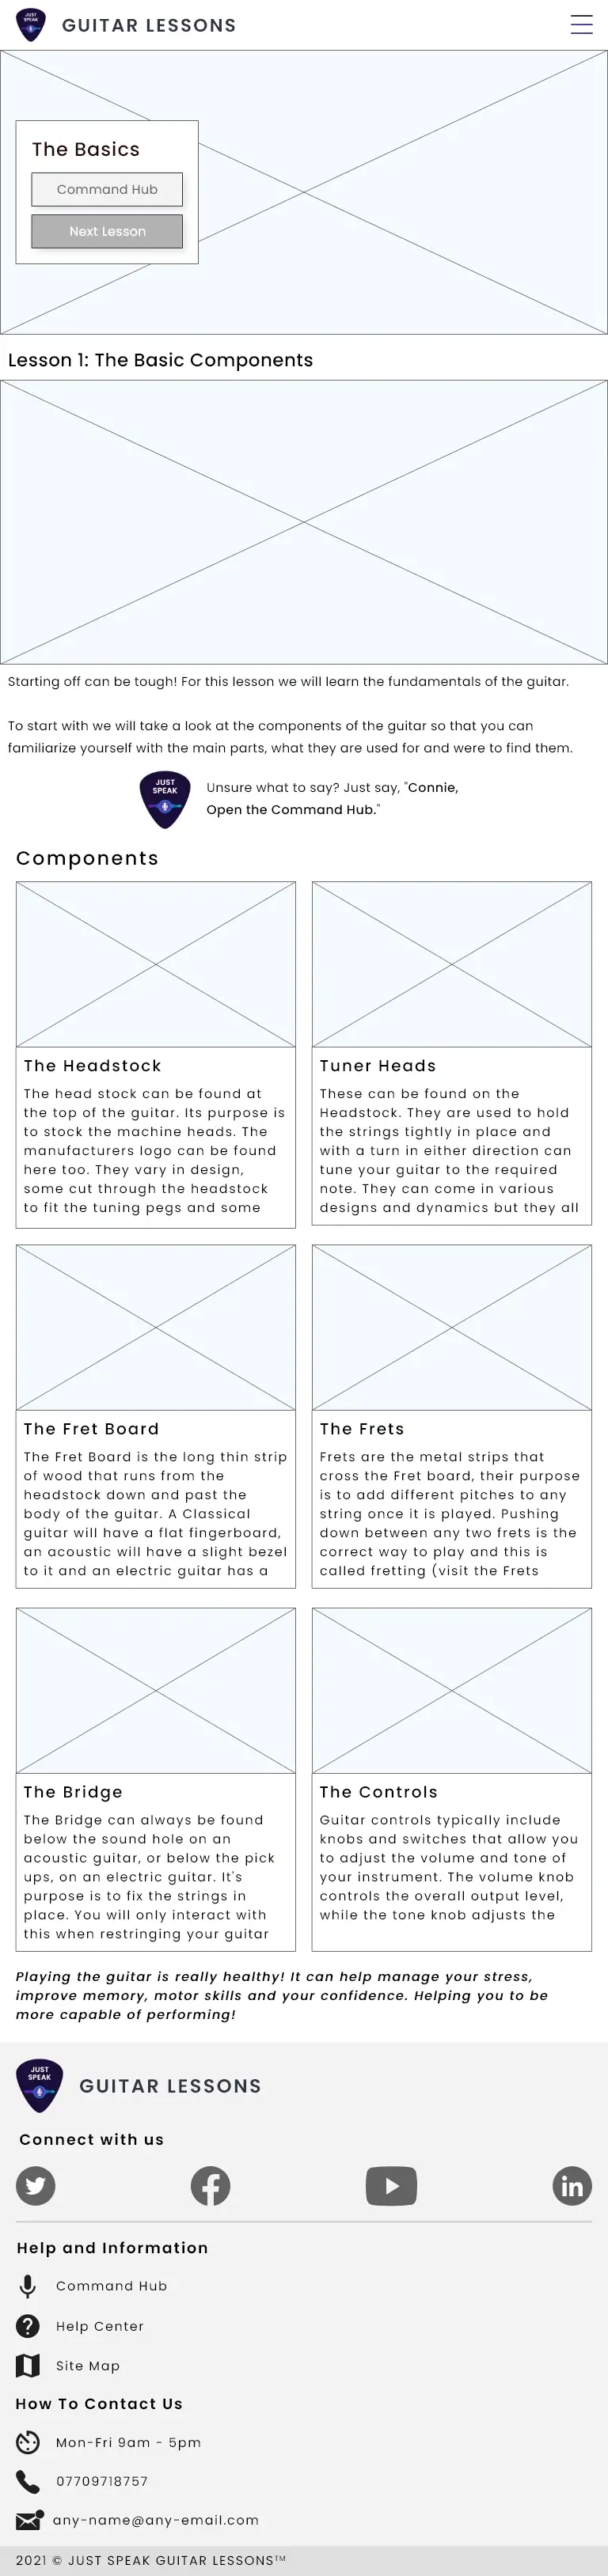 JUST
SPEAK
GUITAR LESSONS
The Basics
Command Hub
Next Lesson
Lesson 1: The Basic Components
Starting off can be tough! For this lesson we will learn the fundamentals of the guitar.
To start with we will take a look at the components of the guitar so that you can
familiarize yourself with the main parts, what they are used for and were to find them.
JUST
SPEAK
Unsure what to say? Just say, "Connie,
Open the Command Hub."
Components
The Headstock
The head stock can be found at
the top of the guitar. Its purpose is
to stock the machine heads. The
manufacturers logo can be found
here too. They vary in design,
some cut through the headstock
to fit the tuning pegs and some
Tuner Heads
These can be found on the
Headstock. They are used to hold
the strings tightly in place and
with a turn in either direction can
tune your guitar to the required
note. They can come in various
designs and dynamics but they all
The Fret Board
The Fret Board is the long thin strip
of wood that runs from the
headstock down and past the
body of the guitar. A Classical
guitar will have a flat fingerboard,
an acoustic will have a slight bezel
to it and an electric guitar has a
The Frets
Frets are the metal strips that
cross the Fret board, their purpose
is to add different pitches to any
string once it is played. Pushing
down between any two frets is the
correct way to play and this is
called fretting (visit the Frets
The Bridge
The Bridge can always be found
below the sound hole on an
acoustic guitar, or below the pick
ups, on an electric guitar. It's
purpose is to fix the strings in
place. You will only interact with
this when restringing your guitar
The Controls
Guitar controls typically include
knobs and switches that allow you
to adjust the volume and tone of
your instrument. The volume knob
controls the overall output level,
while the tone knob adjusts the
Playing the guitar is really healthy! It can help manage your stress,
improve memory, motor skills and your confidence. Helping you to be
more capable of performing!
JUST
SPEAK
GUITAR LESSONS
Connect with us
Help and Information
Command Hub
Help Center
Site Map
How To Contact Us
Mon-Fri 9am - 5pm
07709718757
any-name@any-email.com
2021 © JUST SPEAK GUITAR LESSONS™